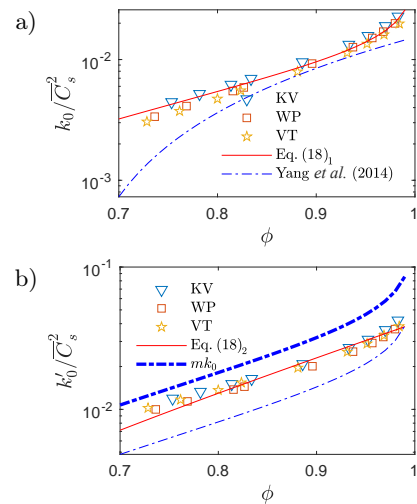 a)
10^{-2}
10^{-3}
k_0/\overline{C}_s^2
KV
WP
VT
Eq. (18)_1
Yang et al. (2014)
0.7 0.8 0.9 1
ϕ
b)
10^{-1}
10^{-2}
k_0'/\overline{C}_s^2
KV
WP
VT
Eq. (18)_2
mk_0
0.7 0.8 0.9 1
ϕ